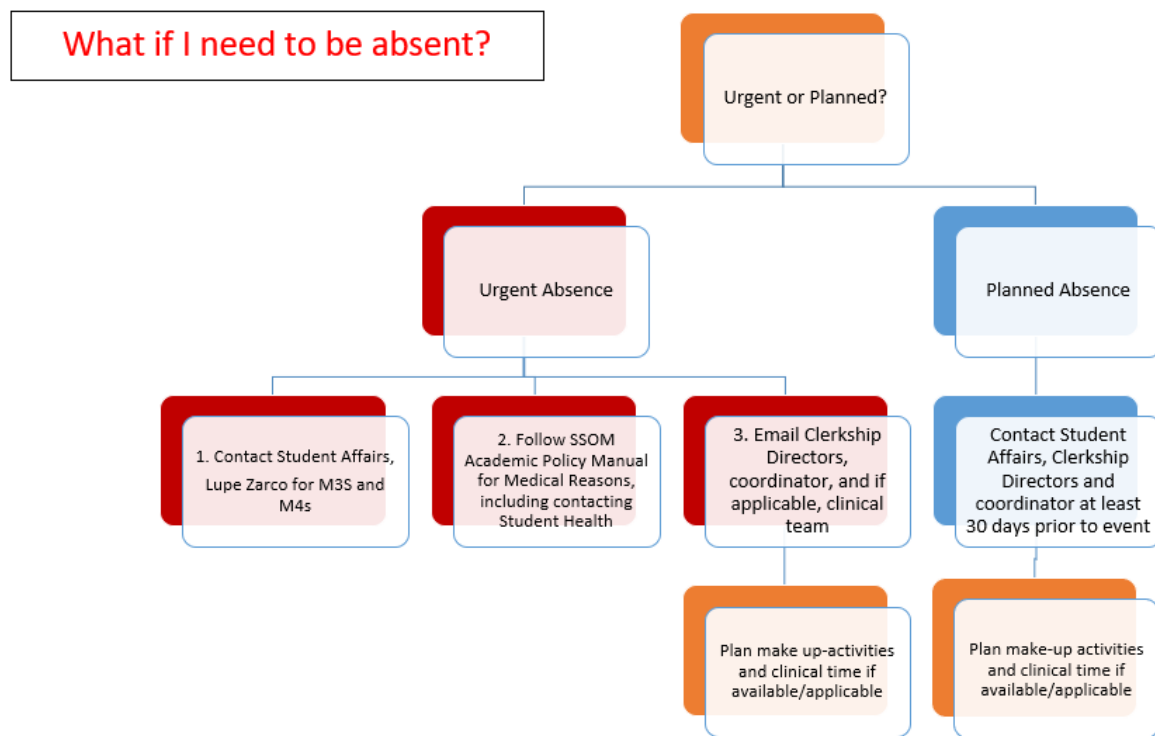 What if I need to be absent?
Urgent or Planned?
Urgent Absence
Planned Absence
1. Contact Student Affairs,
Lupe Zarco for M3S and
M4s
2. Follow SSOM
Academic Policy Manual
for Medical Reasons,
including contacting
Student Health
3. Email Clerkship
Directors,
coordinator, and if
applicable, clinical
team
Contact Student
Affairs, Clerkship
Directors and
coordinator at least
30 days prior to event
Plan make up-activities
and clinical time if
available/applicable
Plan make-up activities
and clinical time if
available/applicable